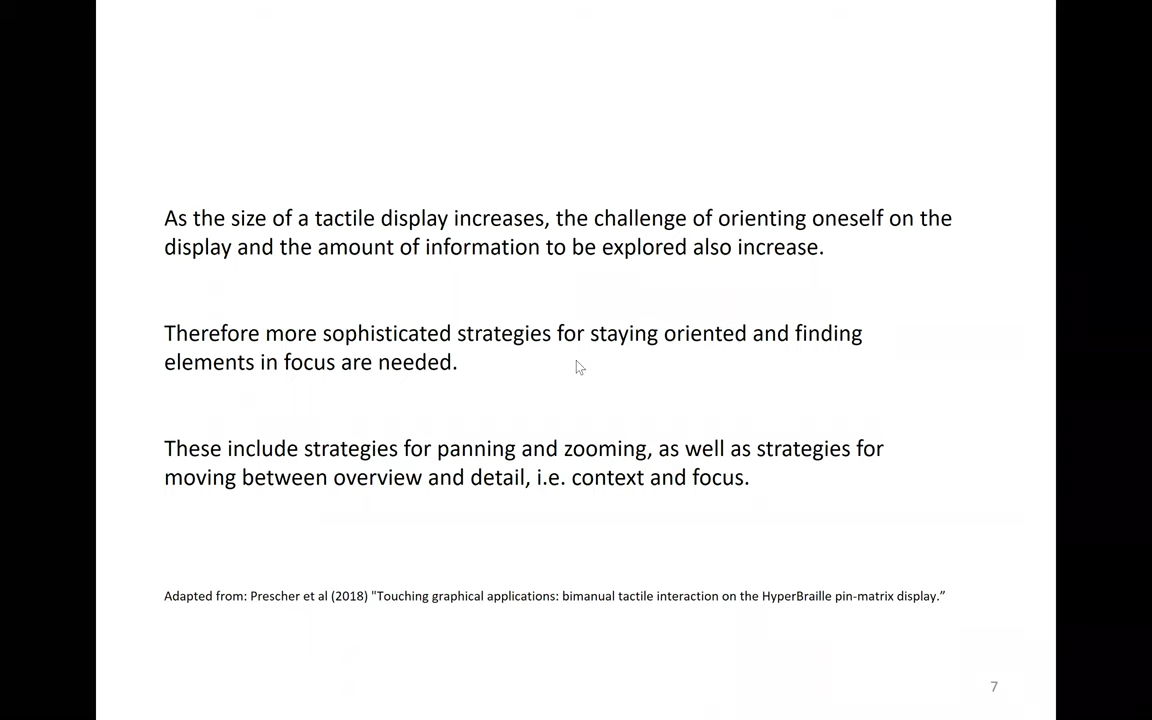 As the size of a tactile display increases, the challenge of orienting oneself on the
display and the amount of information to be explored also increase.
Therefore more sophisticated strategies for staying oriented and finding
elements in focus are needed.
These include strategies for panning and zooming, as well as strategies for
moving between overview and detail, i.e. context and focus.
Adapted from: Prescher et al (2018) "Touching graphical applications: bimanual tactile interaction on the HyperBraille pin-matrix display.”
7